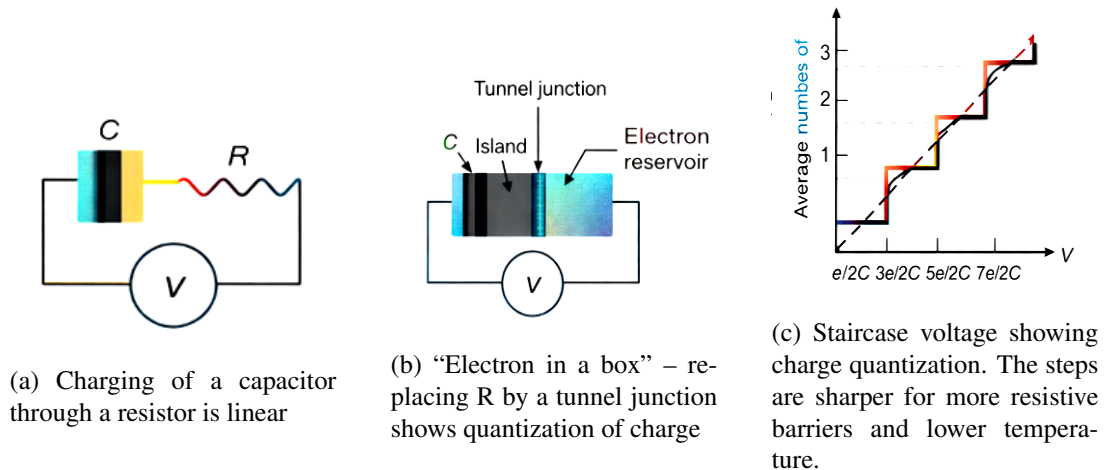 C
R
V
(a) Charging of a capacitor
through a resistor is linear
Tunnel junction
C
Island
Electron
reservoir
V
(b) “Electron in a box” – re-
placing R by a tunnel junction
shows quantization of charge
Average numbes of
3
2
1
V
e/2C 3e/2C 5e/2C 7e/2C
(c) Staircase voltage showing
charge quantization. The steps
are sharper for more resistive
barriers and lower tempera-
ture.